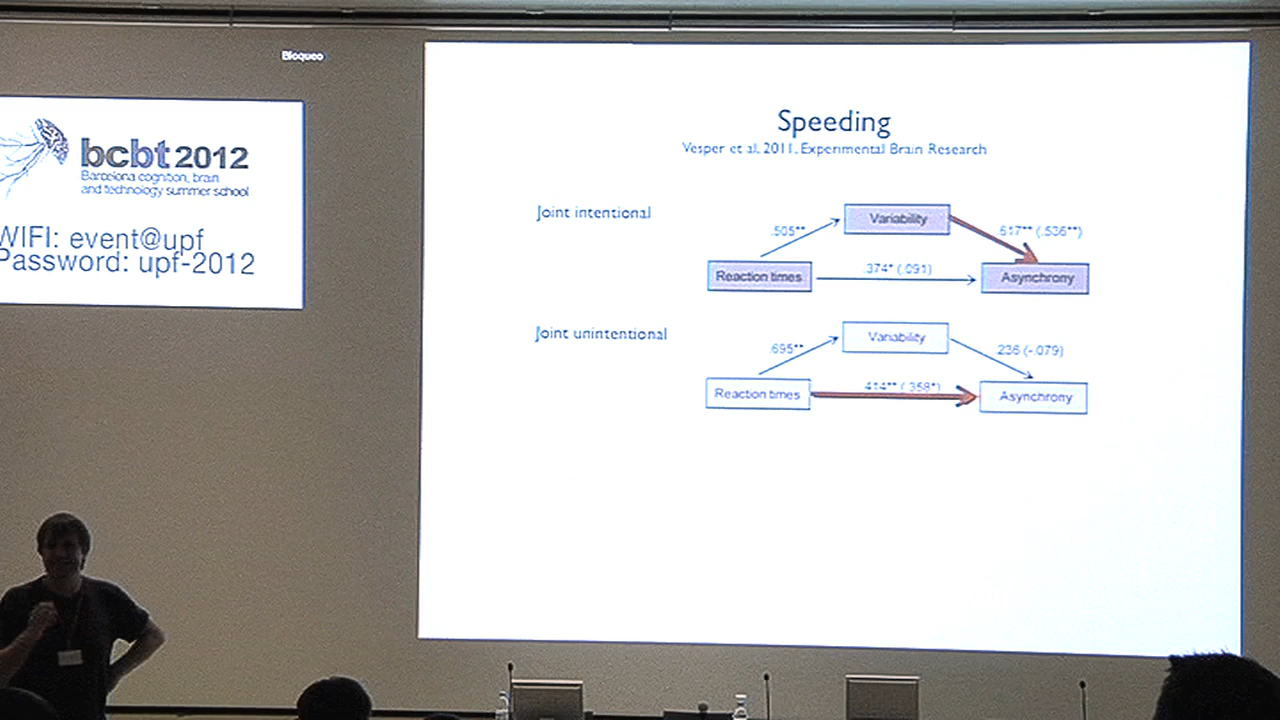 Bloqueo
bcbt 2012
Barcelona cognition, brain
and technology summer school
WIFI: event@upf
Password: upf-2012
Speeding
Vesper et al, 2011, Experimental Brain Research
Joint intentional
Variability
.505**
.617** (.536**)
Reaction times
.374* (.091)
Asynchrony
Joint unintentional
Variability
.695**
.236 (-.079)
Reaction times
.414** (.358*)
Asynchrony